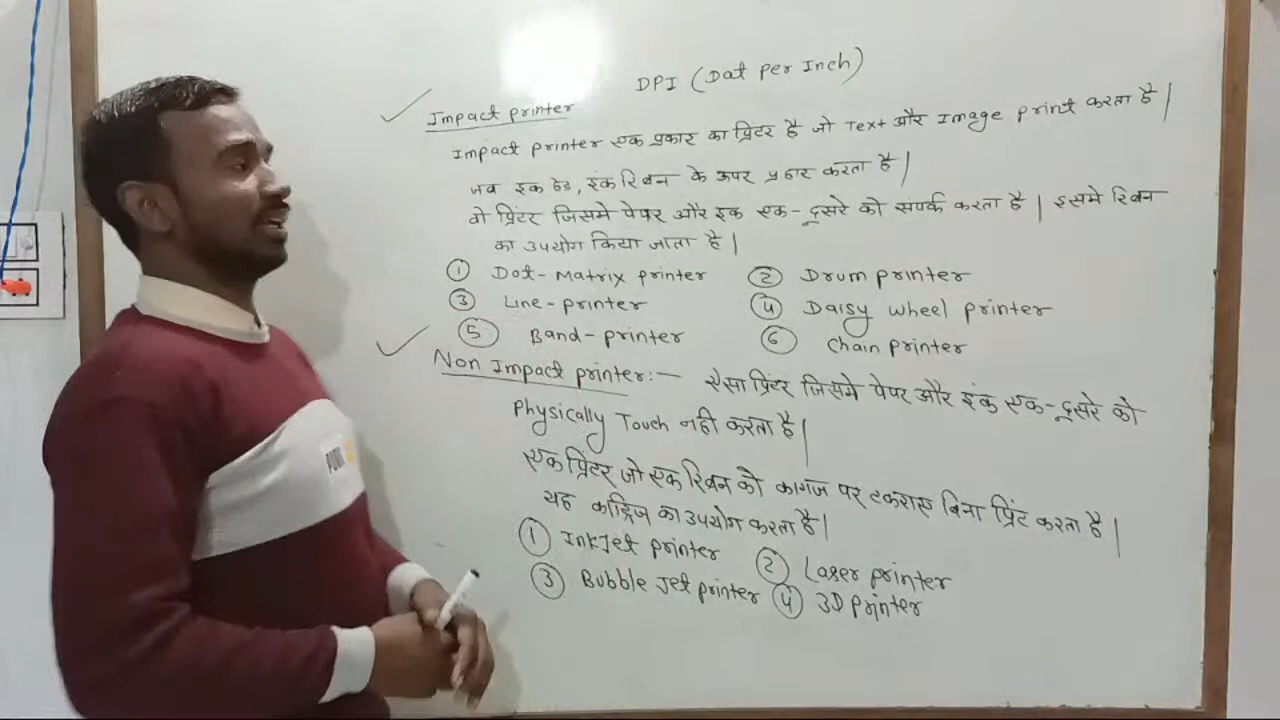 DPI (Dot per Inch)
Impact printer
Impact printer एक प्रकार का प्रिंटर है जो Text और Image print करता है |
जब इक हेड, इंक रिबन के ऊपर प्रहार करता है |
वो प्रिंटर जिसमे पेपर और इंक एक-दूसरे को संपर्क करता है | इसमे रिबन
का उपयोग किया जाता है |
① Dot-Matrix printer ② Drum printer
③ Line-printer ④ Daisy wheel printer
⑤ Band-printer ⑥ Chain printer
Non Impact printer:- ऐसा प्रिंटर जिसमे पेपर और इंक एक-दूसरे को
Physically Touch नही करता है |
एक प्रिंटर जो एक रिबन को कागज पर टकराए बिना प्रिंट करता है |
यह काट्रिज का उपयोग करता है |
① InkJet printer ② Laser printer
③ Bubble Jet printer ④ 3D printer